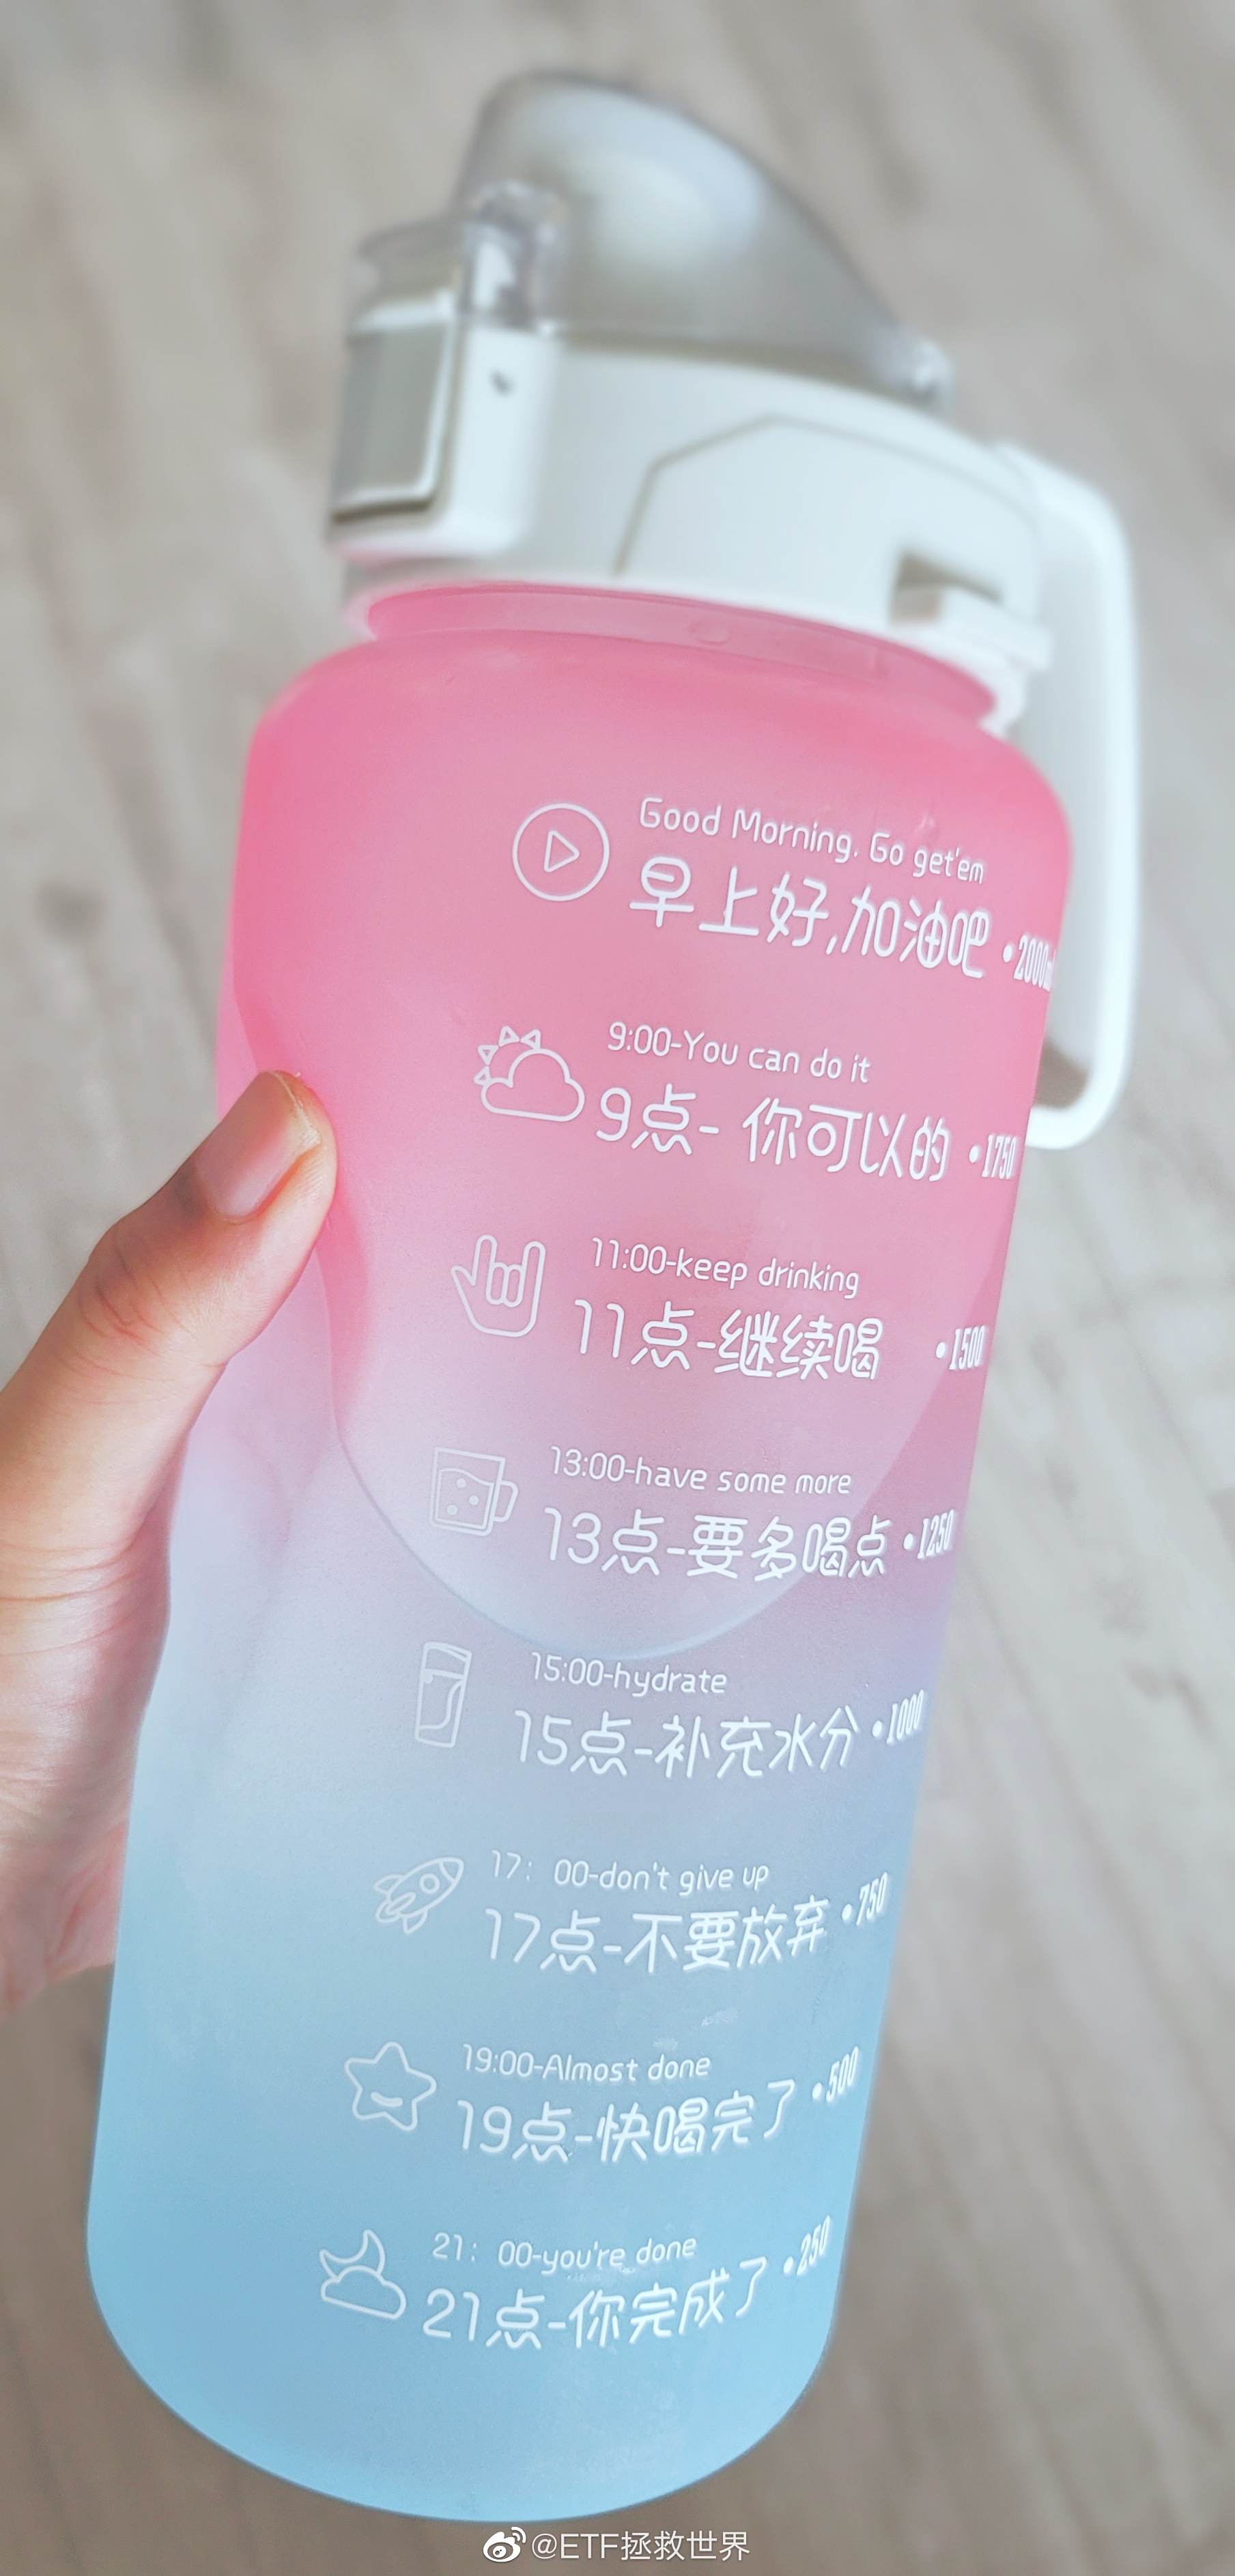 Good Morning. Go get'em
早上好,加油吧 •2000ml
9:00-You can do it
9点- 你可以的 •1750
11:00-keep drinking
11点-继续喝 •1500
13:00-have some more
13点-要多喝点 •1250
15:00-hydrate
15点-补充水分 •1000
17：00-don't give up
17点-不要放弃 •750
19:00-Almost done
19点-快喝完了 •500
21：00-you're done
21点-你完成了 •250
@ETF拯救世界